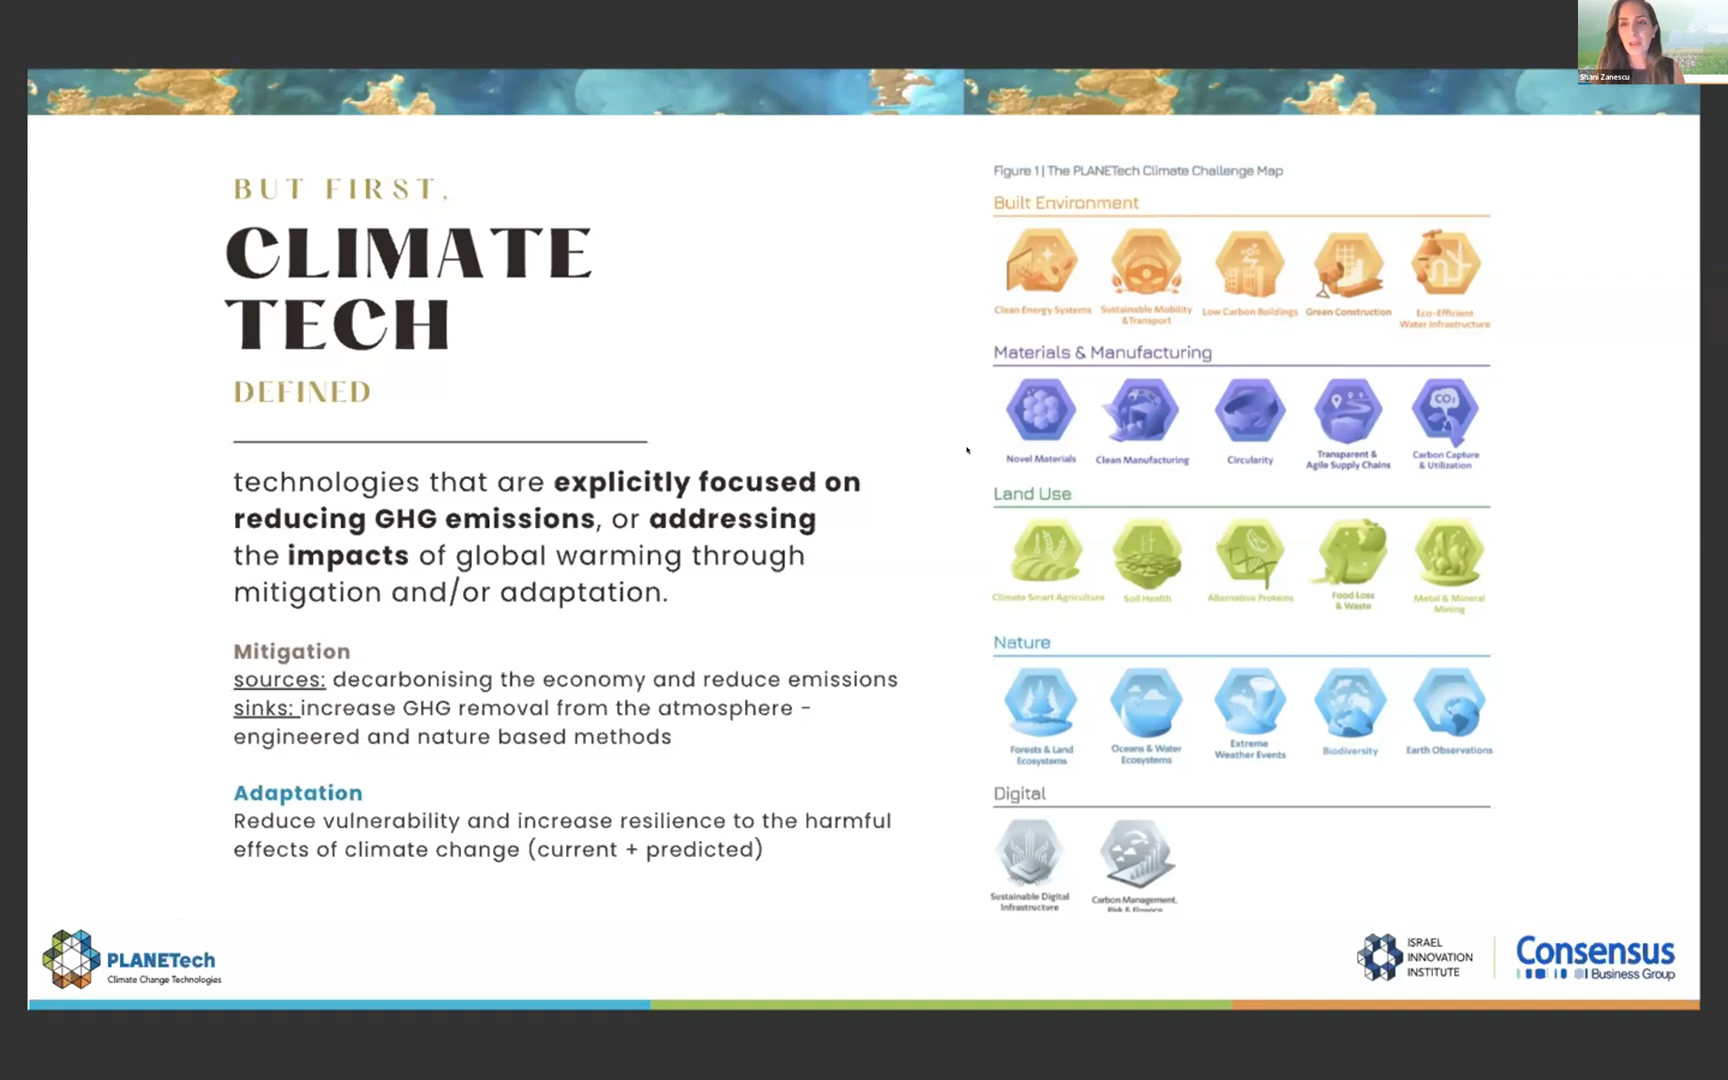 Shani Zanescu
BUT FIRST,
CLIMATE
TECH
DEFINED
technologies that are explicitly focused on
reducing GHG emissions, or addressing
the impacts of global warming through
mitigation and/or adaptation.
Mitigation
sources: decarbonising the economy and reduce emissions
sinks: increase GHG removal from the atmosphere -
engineered and nature based methods
Adaptation
Reduce vulnerability and increase resilience to the harmful
effects of climate change (current + predicted)
Figure 1 | The PLANETech Climate Challenge Map
Built Environment
Clean Energy Systems
Sustainable Mobility
& Transport
Low Carbon Buildings
Green Construction
Eco-Efficient
Water Infrastructure
Materials & Manufacturing
CO₂
Novel Materials
Clean Manufacturing
Circularity
Transparent &
Agile Supply Chains
Carbon Capture
& Utilization
Land Use
Climate Smart Agriculture
Soil Health
Alternative Proteins
Food Loss
& Waste
Metal & Mineral
Mining
Nature
Forests & Land
Ecosystems
Oceans & Water
Ecosystems
Extreme
Weather Events
Biodiversity
Earth Observations
Digital
Sustainable Digital
Infrastructure
Carbon Management,
Risk & Finance
PLANETech
Climate Change Technologies
ISRAEL
INNOVATION
INSTITUTE
Consensus
Business Group